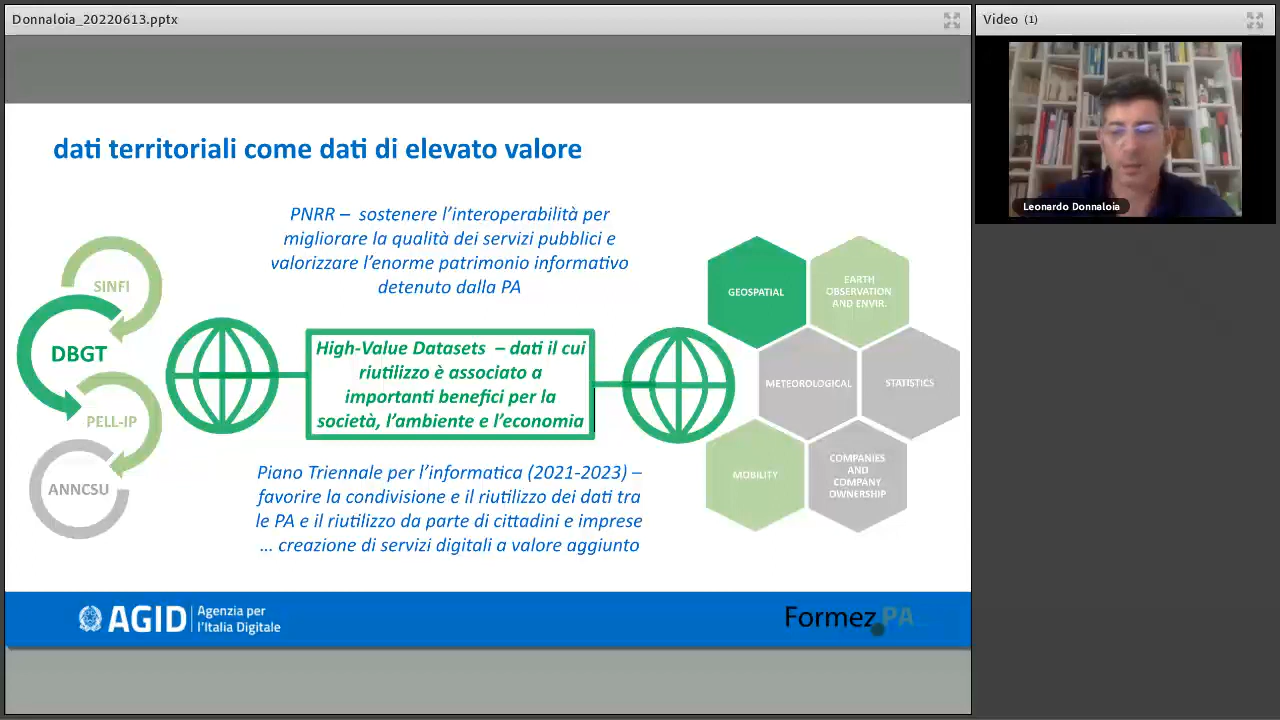 Donnaloia_20220613.pptx
Video (1)
Leonardo Donnaloia
dati territoriali come dati di elevato valore
PNRR – sostenere l'interoperabilità per
migliorare la qualità dei servizi pubblici e
valorizzare l'enorme patrimonio informativo
detenuto dalla PA
SINFI
DBGT
PELL-IP
ANNCSU
High-Value Datasets – dati il cui
riutilizzo è associato a
importanti benefici per la
società, l'ambiente e l'economia
GEOSPATIAL
EARTH
OBSERVATION
AND ENVIR.
METEOROLOGICAL
STATISTICS
MOBILITY
COMPANIES
AND
COMPANY
OWNERSHIP
Piano Triennale per l'informatica (2021-2023) –
favorire la condivisione e il riutilizzo dei dati tra
le PA e il riutilizzo da parte di cittadini e imprese
... creazione di servizi digitali a valore aggiunto
AGID
Agenzia per
l'Italia Digitale
Formez PA